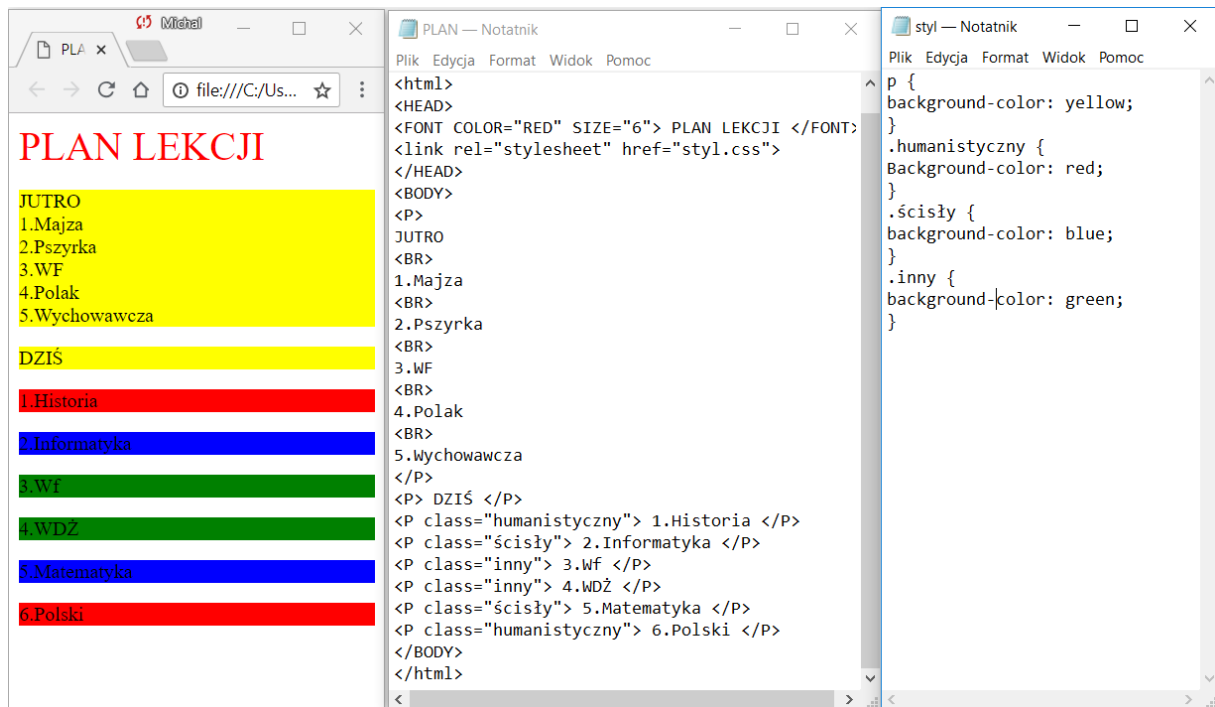 Michał
PLA
file:///C:/Us...
PLAN LEKCJI
JUTRO
1.Majza
2.Pszyrka
3.WF
4.Polak
5.Wychowawcza
DZIŚ
1.Historia
2.Informatyka
3.Wf
4.WDŻ
5.Matematyka
6.Polski
PLAN — Notatnik
Plik Edycja Format Widok Pomoc
<html>
<HEAD>
<FONT COLOR="RED" SIZE="6"> PLAN LEKCJI </FONT>
<link rel="stylesheet" href="styl.css">
</HEAD>
<BODY>
<P>
JUTRO
<BR>
1.Majza
<BR>
2.Pszyrka
<BR>
3.WF
<BR>
4.Polak
<BR>
5.Wychowawcza
</P>
<P> DZIŚ </P>
<P class="humanistyczny"> 1.Historia </P>
<P class="ścisły"> 2.Informatyka </P>
<P class="inny"> 3.Wf </P>
<P class="inny"> 4.WDŻ </P>
<P class="ścisły"> 5.Matematyka </P>
<P class="humanistyczny"> 6.Polski </P>
</BODY>
</html>
styl — Notatnik
Plik Edycja Format Widok Pomoc
p {
background-color: yellow;
}
.humanistyczny {
Background-color: red;
}
.ścisły {
background-color: blue;
}
.inny {
background-color: green;
}